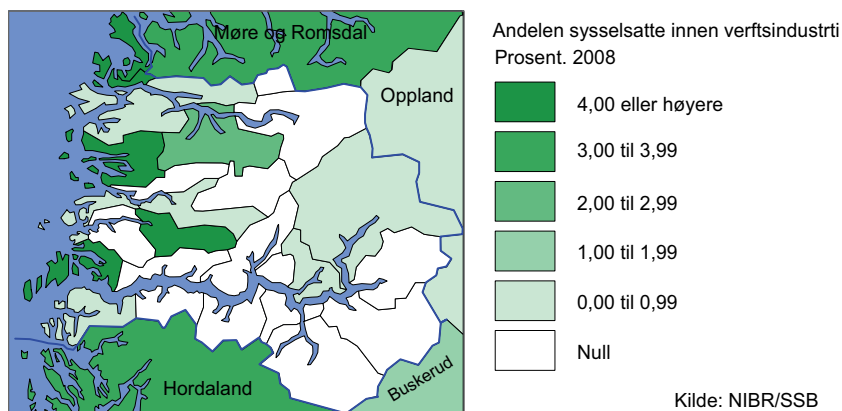 Møre og Romsdal
Oppland
Hordaland
Buskerud
Andelen sysselsatte innen verftsindustrti
Prosent. 2008
4,00 eller høyere
3,00 til 3,99
2,00 til 2,99
1,00 til 1,99
0,00 til 0,99
Null
Kilde: NIBR/SSB